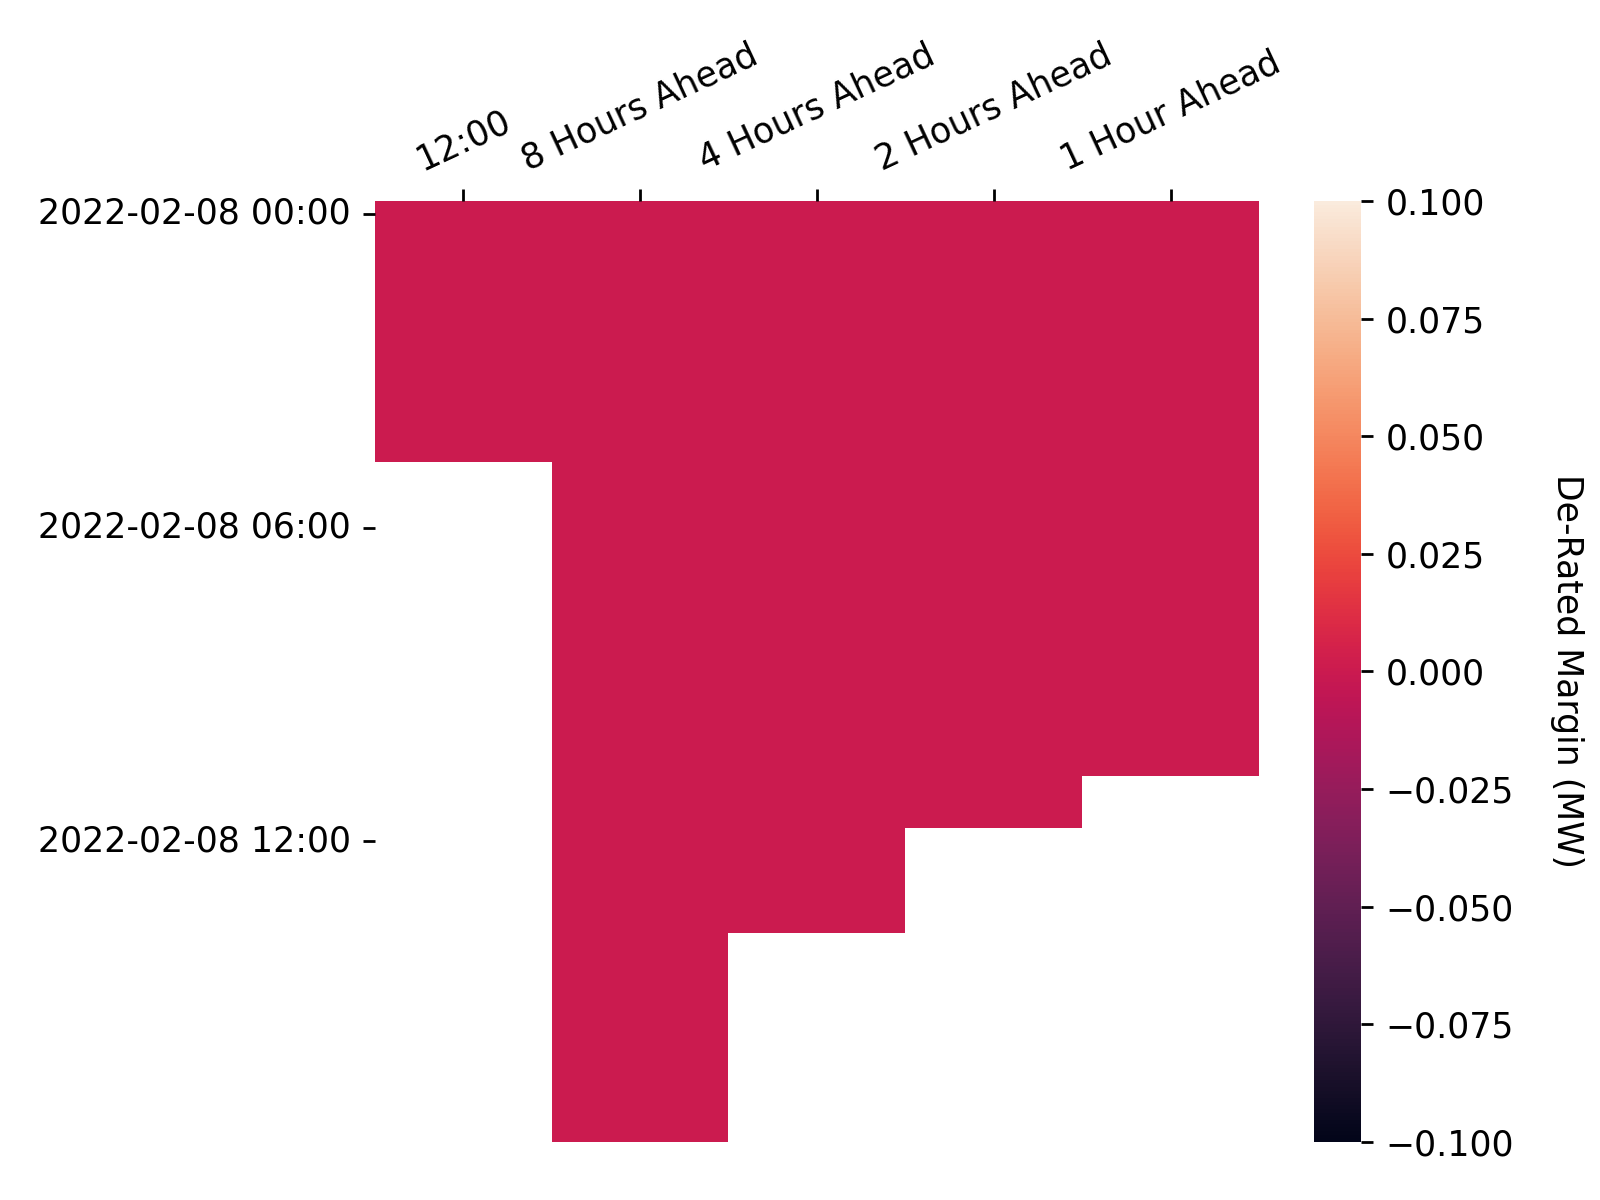 12:00
8 Hours Ahead
4 Hours Ahead
2 Hours Ahead
1 Hour Ahead
2022-02-08 00:00
2022-02-08 06:00
2022-02-08 12:00
0.100
0.075
0.050
0.025
0.000
−0.025
−0.050
−0.075
−0.100
De-Rated Margin (MW)